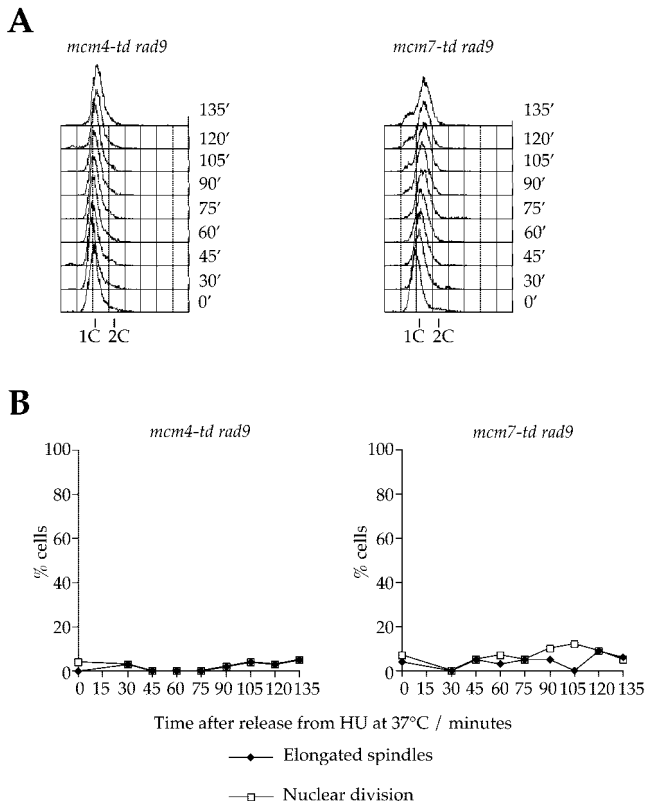 A
mcm4-td rad9
mcm7-td rad9
135′
120′
105′
90′
75′
60′
45′
30′
0′
1C 2C
135′
120′
105′
90′
75′
60′
45′
30′
0′
1C 2C
B
mcm4-td rad9
mcm7-td rad9
% cells
100
80
60
40
20
0
0 15 30 45 60 75 90 105 120 135
% cells
100
80
60
40
20
0
0 15 30 45 60 75 90 105 120 135
Time after release from HU at 37°C / minutes
Elongated spindles
Nuclear division